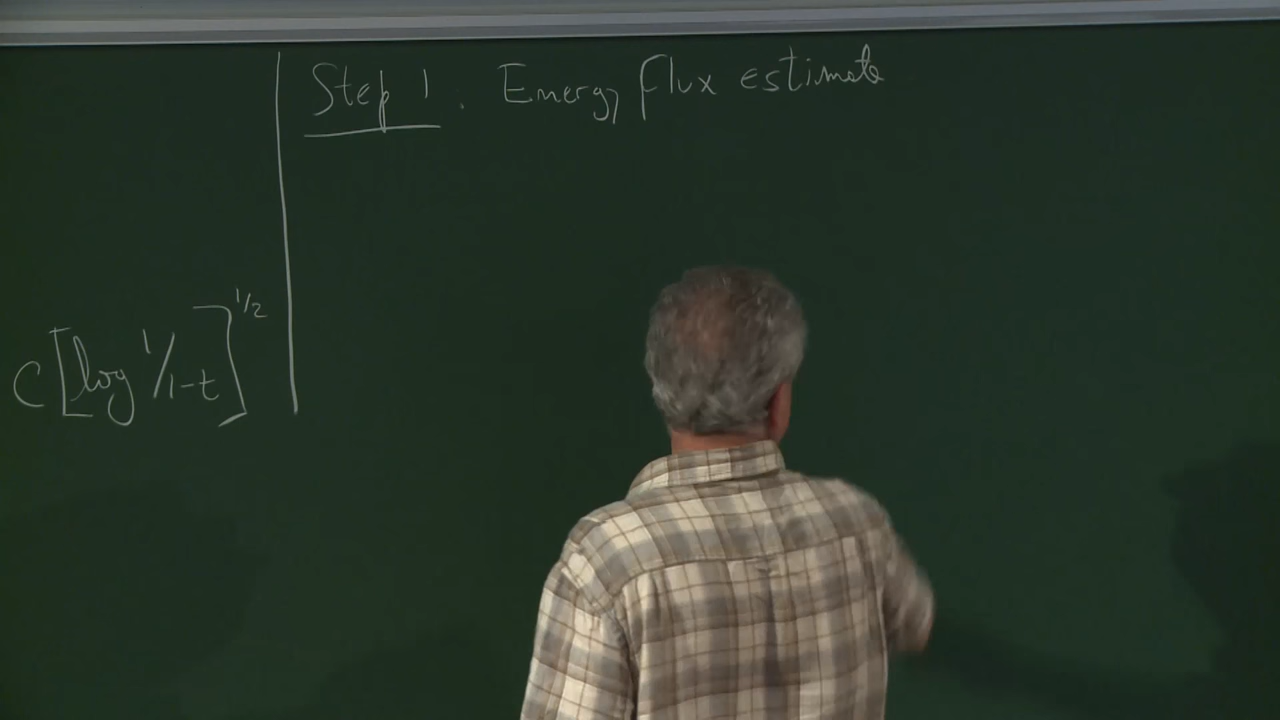 Step 1. Energy flux estimate
C[log 1/1-t]^1/2